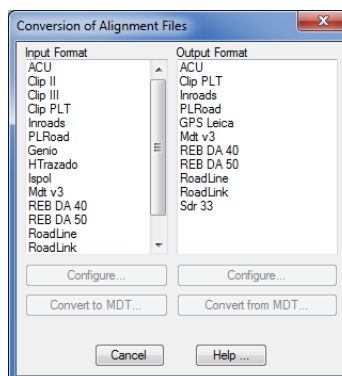 Conversion of Alignment Files
Input Format
ACU
Clip II
Clip III
Clip PLT
Inroads
PLRoad
Genio
HTrazado
Ispol
Mdt v3
REB DA 40
REB DA 50
RoadLine
RoadLink
Output Format
ACU
Clip PLT
Inroads
PLRoad
GPS Leica
Mdt v3
REB DA 40
REB DA 50
RoadLine
RoadLink
Sdr 33
Configure...
Configure...
Convert to MDT...
Convert from MDT...
Cancel
Help ...